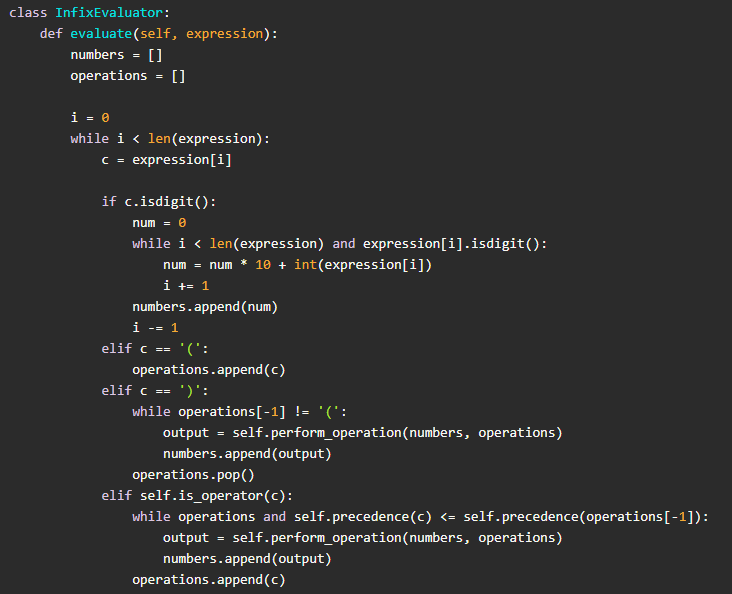 class InfixEvaluator:
    def evaluate(self, expression):
        numbers = []
        operations = []

        i = 0
        while i < len(expression):
            c = expression[i]

            if c.isdigit():
                num = 0
                while i < len(expression) and expression[i].isdigit():
                    num = num * 10 + int(expression[i])
                    i += 1
                numbers.append(num)
                i -= 1
            elif c == '(':
                operations.append(c)
            elif c == ')':
                while operations[-1] != '(':
                    output = self.perform_operation(numbers, operations)
                    numbers.append(output)
                operations.pop()
            elif self.is_operator(c):
                while operations and self.precedence(c) <= self.precedence(operations[-1]):
                    output = self.perform_operation(numbers, operations)
                    numbers.append(output)
                operations.append(c)